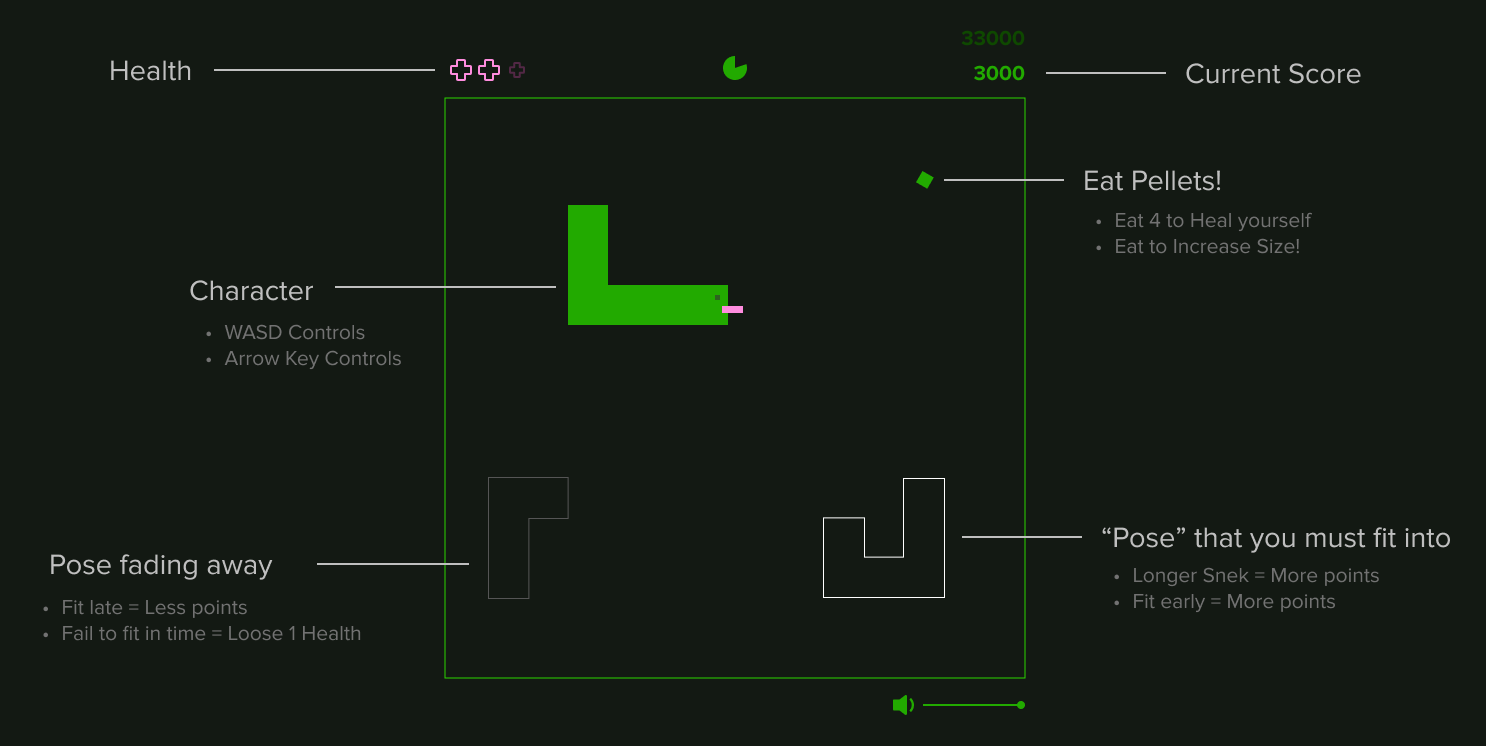 33000
Health
3000
Current Score
Eat Pellets!
• Eat 4 to Heal yourself
• Eat to Increase Size!
Character
• WASD Controls
• Arrow Key Controls
“Pose” that you must fit into
• Longer Snek = More points
• Fit early = More points
Pose fading away
• Fit late = Less points
• Fail to fit in time = Loose 1 Health